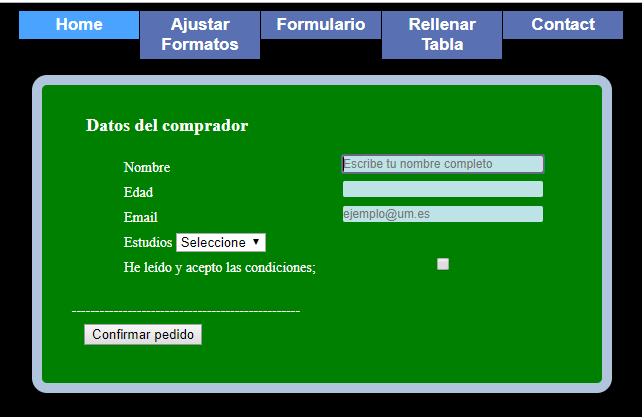 Home
Ajustar
Formatos
Formulario
Rellenar
Tabla
Contact
Datos del comprador
Nombre Escribe tu nombre completo
Edad
Email ejemplo@um.es
Estudios Seleccione
He leído y acepto las condiciones;
------------------------------------------------
Confirmar pedido